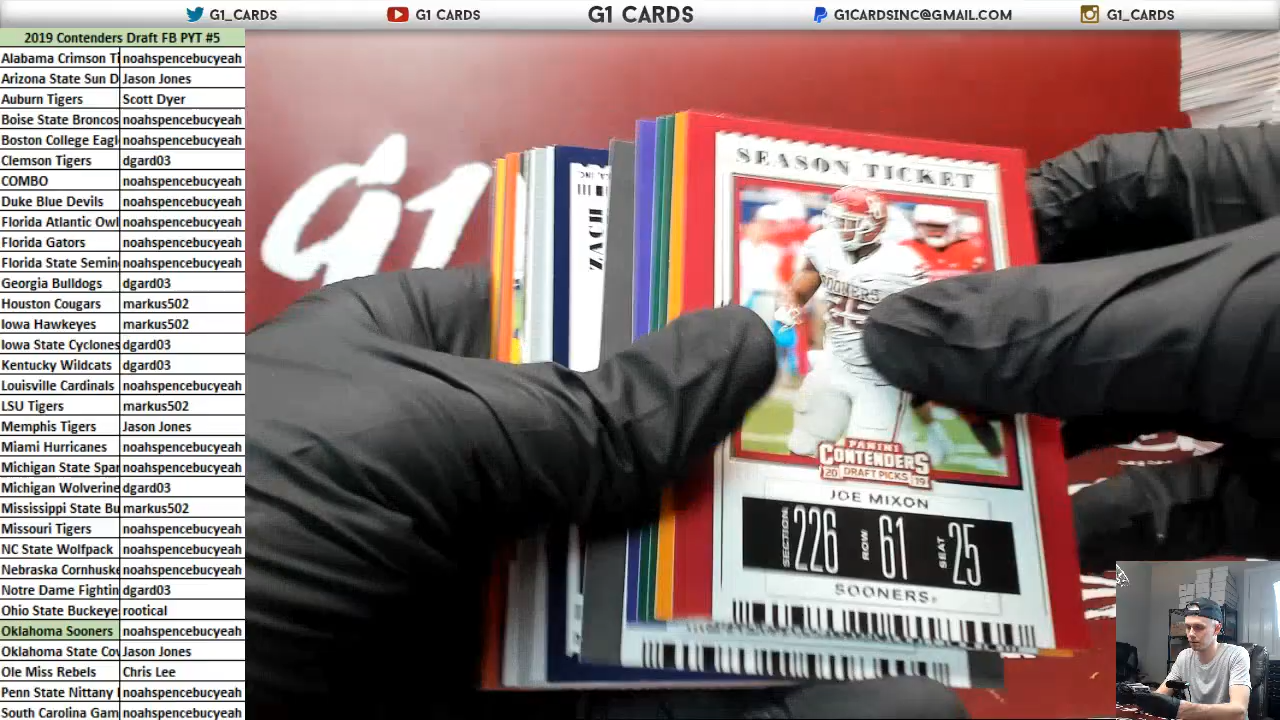 G1_CARDS
G1 CARDS
G1 CARDS
G1CARDSINC@GMAIL.COM
G1_CARDS
2019 Contenders Draft FB PYT #5
Alabama Crimson Ti noahspencebucyeah
Arizona State Sun D Jason Jones
Auburn Tigers Scott Dyer
Boise State Broncos noahspencebucyeah
Boston College Eagl noahspencebucyeah
Clemson Tigers dgard03
COMBO noahspencebucyeah
Duke Blue Devils noahspencebucyeah
Florida Atlantic Owl noahspencebucyeah
Florida Gators noahspencebucyeah
Florida State Semin noahspencebucyeah
Georgia Bulldogs dgard03
Houston Cougars markus502
Iowa Hawkeyes markus502
Iowa State Cyclones dgard03
Kentucky Wildcats dgard03
Louisville Cardinals noahspencebucyeah
LSU Tigers markus502
Memphis Tigers Jason Jones
Miami Hurricanes noahspencebucyeah
Michigan State Spar noahspencebucyeah
Michigan Wolverine dgard03
Mississippi State Bu markus502
Missouri Tigers noahspencebucyeah
NC State Wolfpack noahspencebucyeah
Nebraska Cornhuske noahspencebucyeah
Notre Dame Fightin dgard03
Ohio State Buckeye rootical
Oklahoma Sooners noahspencebucyeah
Oklahoma State Cov Jason Jones
Ole Miss Rebels Chris Lee
Penn State Nittany noahspencebucyeah
South Carolina Gam noahspencebucyeah
G1
INC
ZACH
SEASON TICKET
SOONERS
PANINI
CONTENDERS
20 DRAFT PICKS 19
JOE MIXON
SECTION 226 ROW 61 SEAT 25
SOONERS